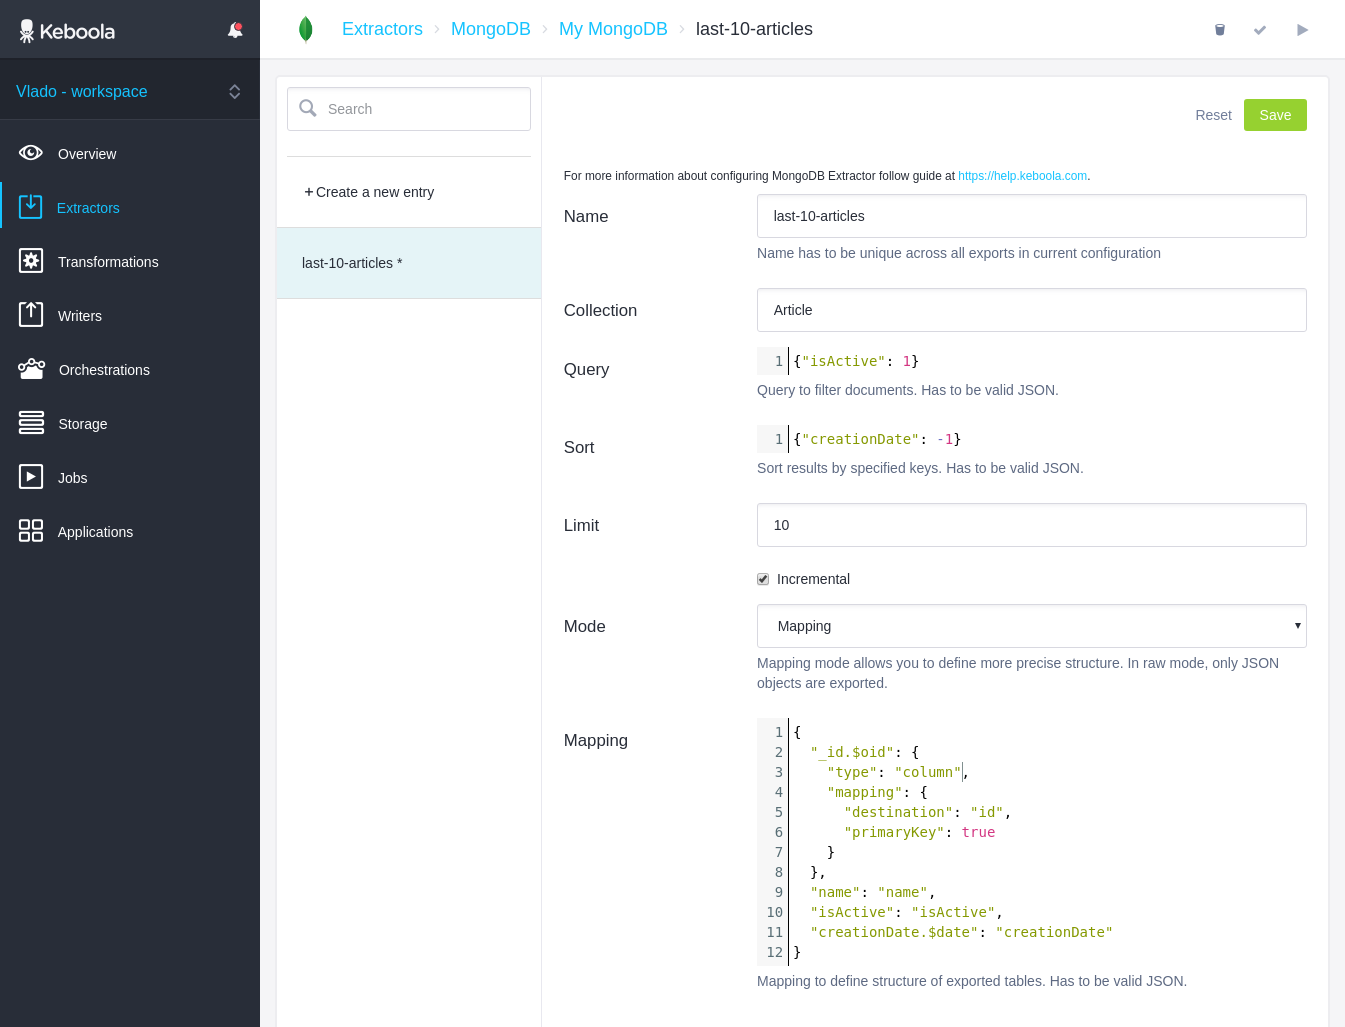 Keboola
Extractors › MongoDB › My MongoDB › last-10-articles
Vlado - workspace
Overview
Extractors
Transformations
Writers
Orchestrations
Storage
Jobs
Applications
Search
+ Create a new entry
last-10-articles *
Reset Save
For more information about configuring MongoDB Extractor follow guide at https://help.keboola.com.
Name
last-10-articles
Name has to be unique across all exports in current configuration
Collection
Article
Query
1 {"isActive": 1}
Query to filter documents. Has to be valid JSON.
Sort
1 {"creationDate": -1}
Sort results by specified keys. Has to be valid JSON.
Limit
10
Incremental
Mode
Mapping
Mapping mode allows you to define more precise structure. In raw mode, only JSON
objects are exported.
Mapping
1 {
2   "_id.$oid": {
3     "type": "column",
4     "mapping": {
5       "destination": "id",
6       "primaryKey": true
7     }
8   },
9   "name": "name",
10   "isActive": "isActive",
11   "creationDate.$date": "creationDate"
12 }
Mapping to define structure of exported tables. Has to be valid JSON.